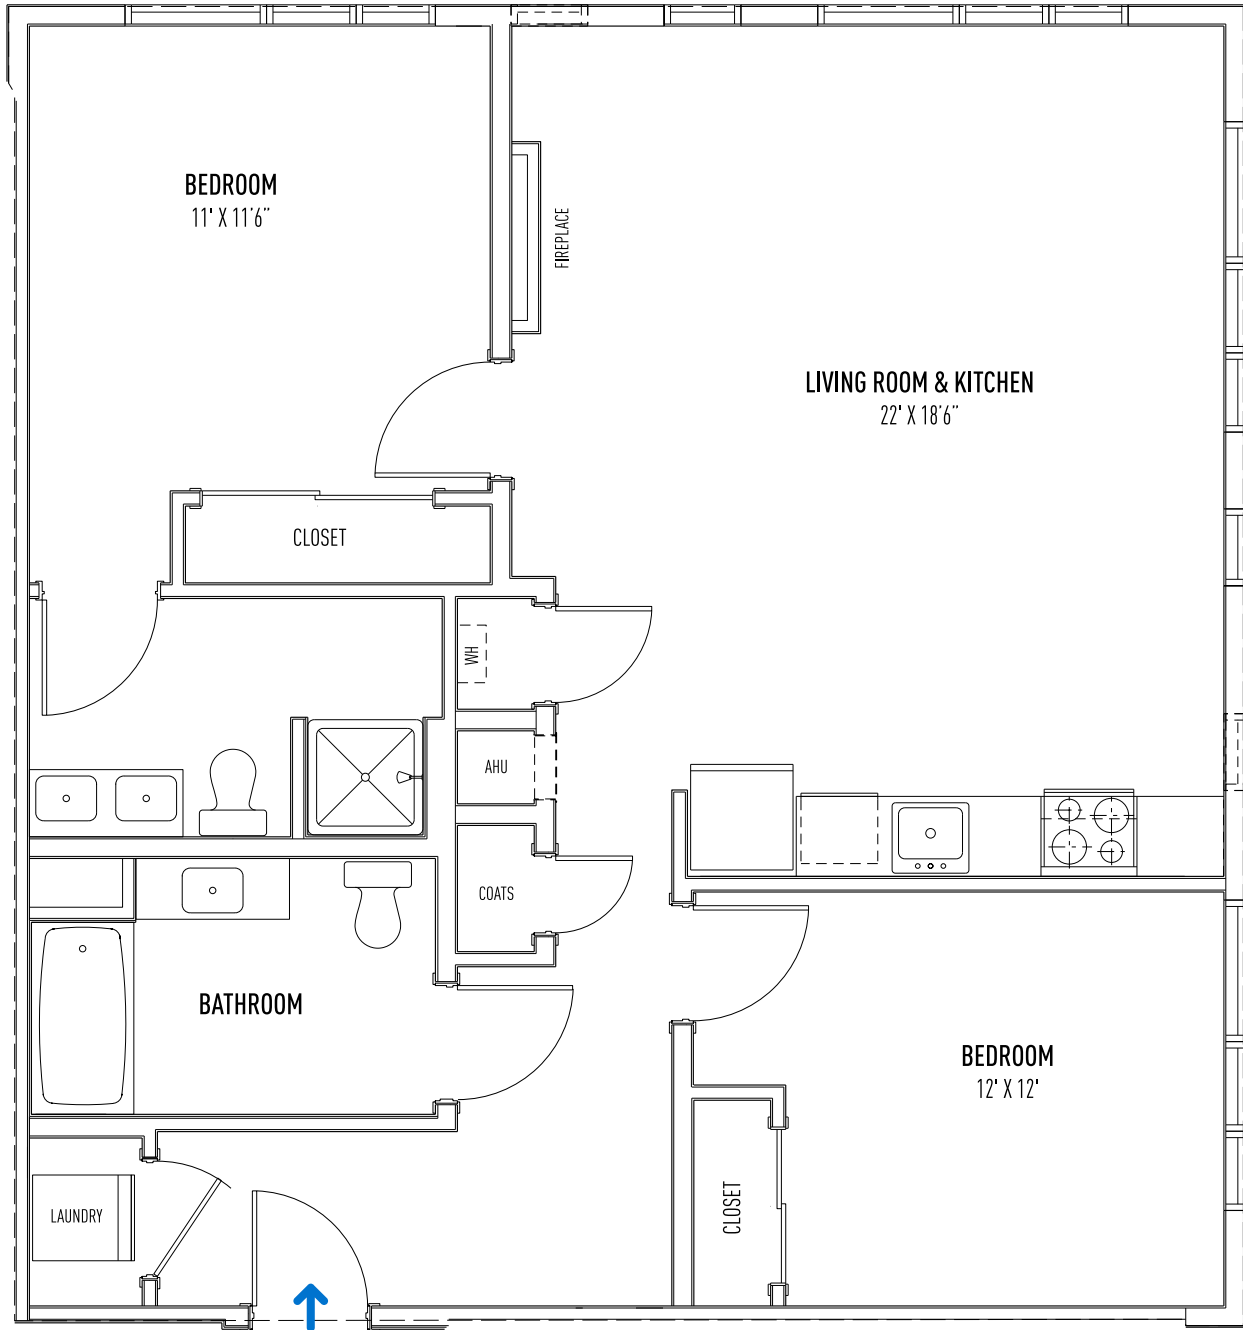 BEDROOM
11' X 11'6"
FIREPLACE
LIVING ROOM & KITCHEN
22' X 18'6"
CLOSET
WH
AHU
COATS
BATHROOM
BEDROOM
12' X 12'
CLOSET
LAUNDRY